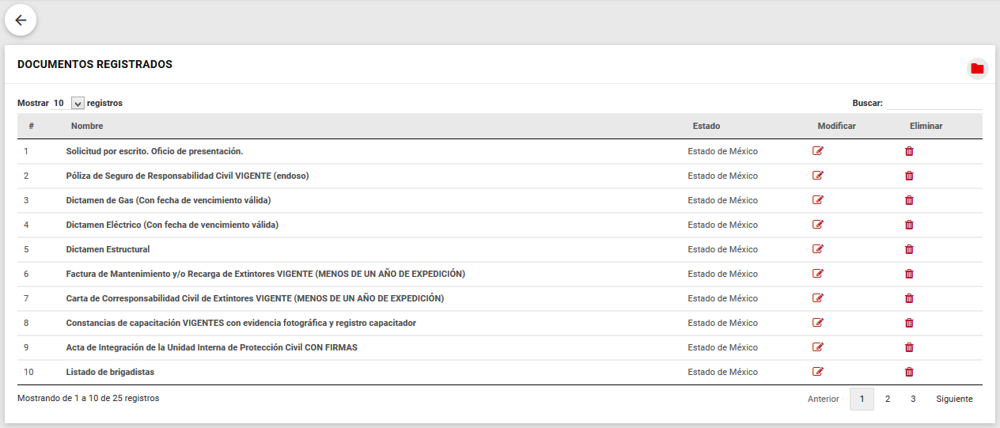 DOCUMENTOS REGISTRADOS
Mostrar 10 registros Buscar:
# Nombre Estado Modificar Eliminar
1 Solicitud por escrito. Oficio de presentación. Estado de México
2 Póliza de Seguro de Responsabilidad Civil VIGENTE (endoso) Estado de México
3 Dictamen de Gas (Con fecha de vencimiento válida) Estado de México
4 Dictamen Eléctrico (Con fecha de vencimiento válida) Estado de México
5 Dictamen Estructural Estado de México
6 Factura de Mantenimiento y/o Recarga de Extintores VIGENTE (MENOS DE UN AÑO DE EXPEDICIÓN) Estado de México
7 Carta de Corresponsabilidad Civil de Extintores VIGENTE (MENOS DE UN AÑO DE EXPEDICIÓN) Estado de México
8 Constancias de capacitación VIGENTES con evidencia fotográfica y registro capacitador Estado de México
9 Acta de Integración de la Unidad Interna de Protección Civil CON FIRMAS Estado de México
10 Listado de brigadistas Estado de México
Mostrando de 1 a 10 de 25 registros Anterior 1 2 3 Siguiente